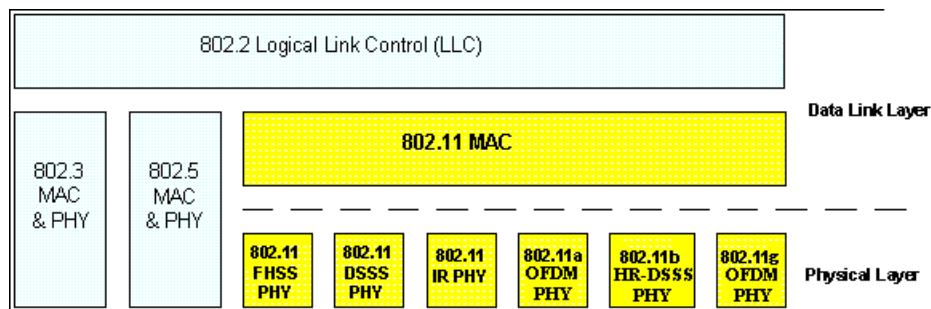 802.2 Logical Link Control (LLC)
Data Link Layer
802.3
MAC
& PHY
802.5
MAC
& PHY
802.11 MAC
802.11
FHSS
PHY
802.11
DSSS
PHY
802.11
IR PHY
802.11a
OFDM
PHY
802.11b
HR-DSSS
PHY
802.11g
OFDM
PHY
Physical Layer